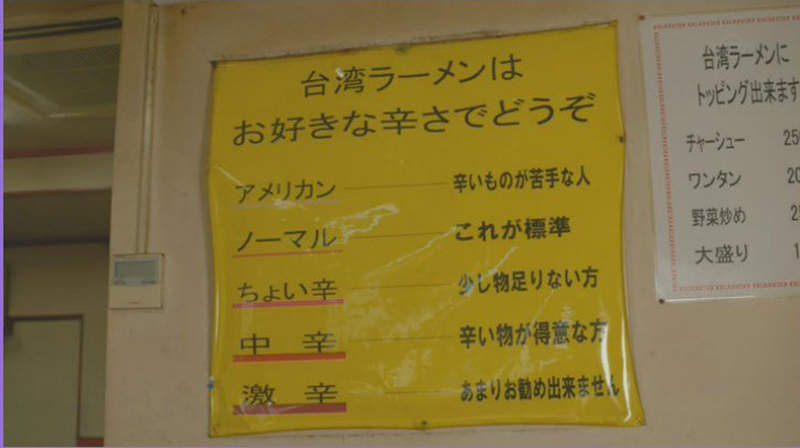 台湾ラーメンは
お好きな辛さでどうぞ
アメリカン 辛いものが苦手な人
ノーマル これが標準
ちょい辛 少し物足りない方
中 辛 辛い物が得意な方
激 辛 あまりお勧め出来ません
台湾ラーメンに
トッピング出来ます
チャーシュー 25
ワンタン 20
野菜炒め 2
大盛り 1